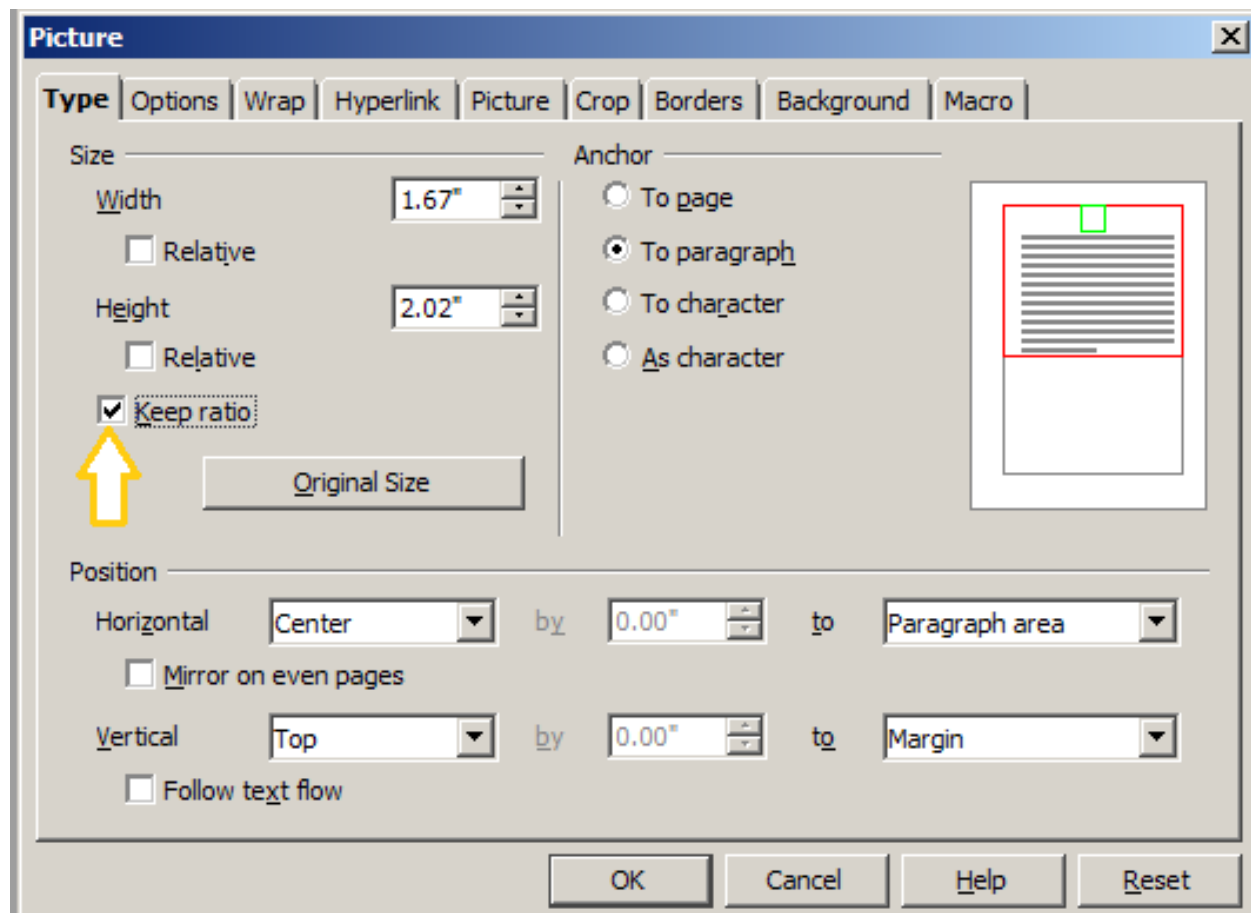 Picture
Type Options Wrap Hyperlink Picture Crop Borders Background Macro
Size
Width 1.67"
Relative
Height 2.02"
Relative
Keep ratio
Original Size
Anchor
To page
To paragraph
To character
As character
Position
Horizontal Center by 0.00" to Paragraph area
Mirror on even pages
Vertical Top by 0.00" to Margin
Follow text flow
OK Cancel Help Reset